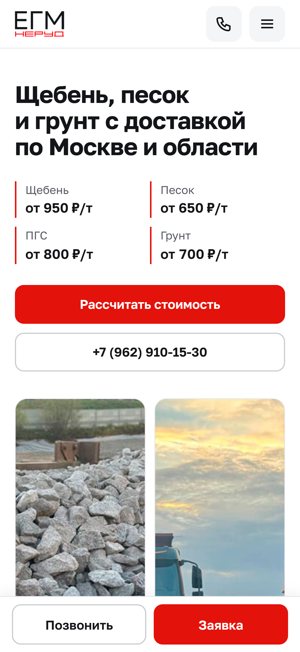 ЕГМ
НЕРУД
Щебень, песок
и грунт с доставкой
по Москве и области
Щебень
от 950 ₽/т
Песок
от 650 ₽/т
ПГС
от 800 ₽/т
Грунт
от 700 ₽/т
Рассчитать стоимость
+7 (962) 910-15-30
Позвонить
Заявка